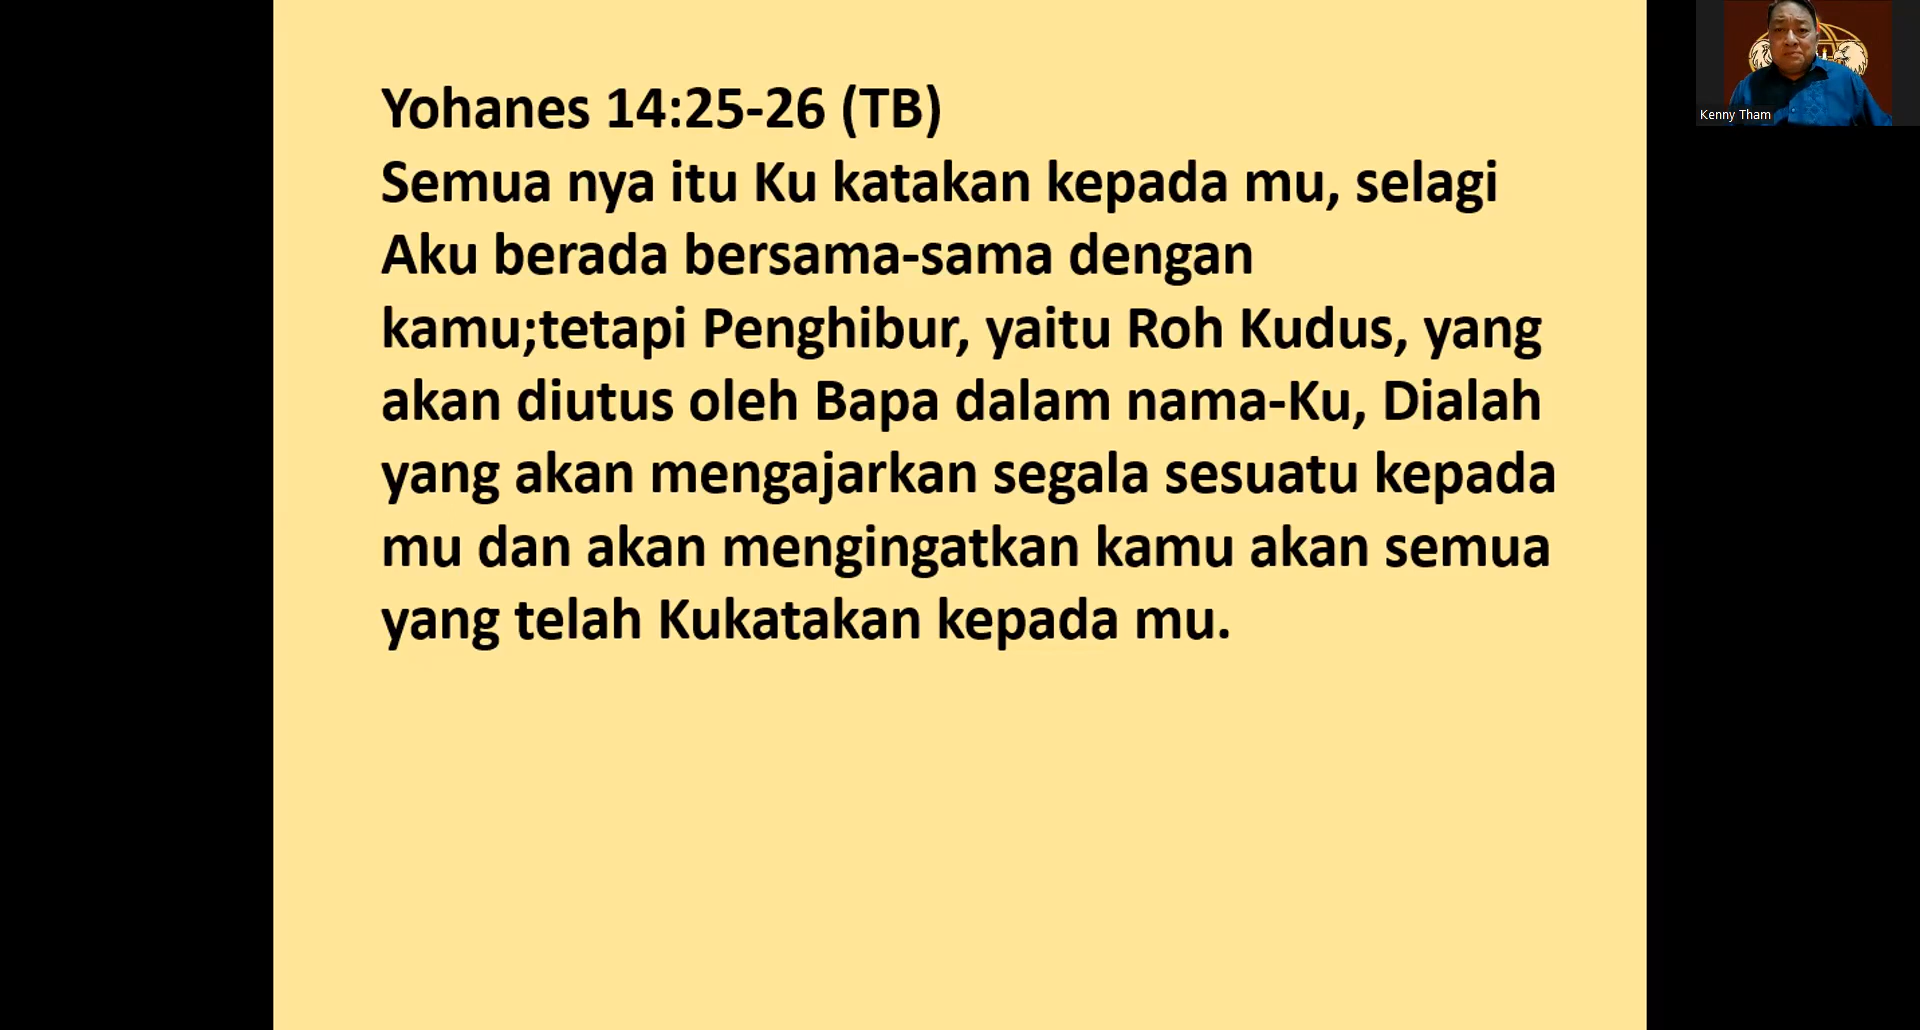 Yohanes 14:25-26 (TB)
Semua nya itu Ku katakan kepada mu, selagi
Aku berada bersama-sama dengan
kamu;tetapi Penghibur, yaitu Roh Kudus, yang
akan diutus oleh Bapa dalam nama-Ku, Dialah
yang akan mengajarkan segala sesuatu kepada
mu dan akan mengingatkan kamu akan semua
yang telah Kukatakan kepada mu.
Kenny Tham